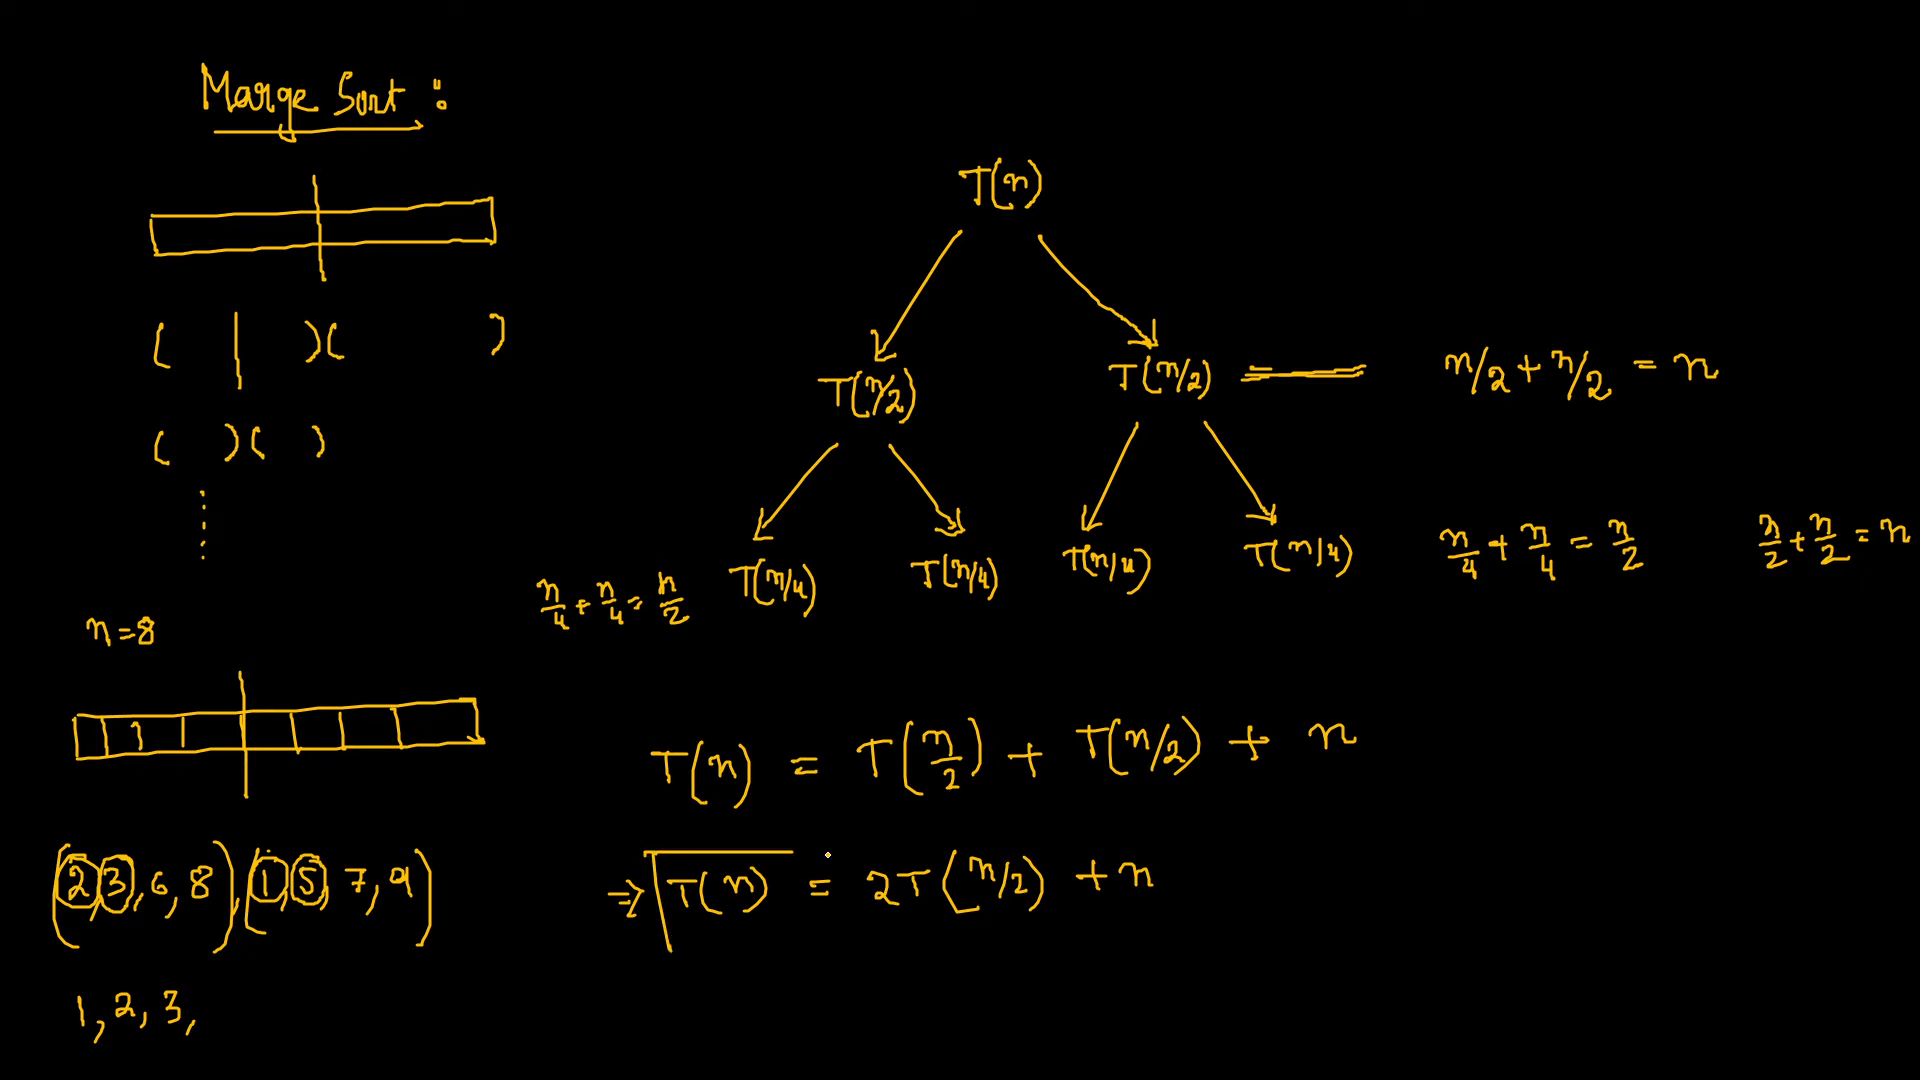 Marge Sort :
T(n)
( | )( )
T(n/2) T(n/2) n/2 + n/2 = n
( )( )
T(n/4) T(n/4) T(n/4) T(n/4) n/4 + n/4 = n/2 n/2 + n/2 = n
n/4 + n/4 = n/2
n=8
T(n) = T(n/2) + T(n/2) + n
(2, 3, 6, 8), (1, 5, 7, 9)
⇒ T(n) = 2T(n/2) + n
1, 2, 3,